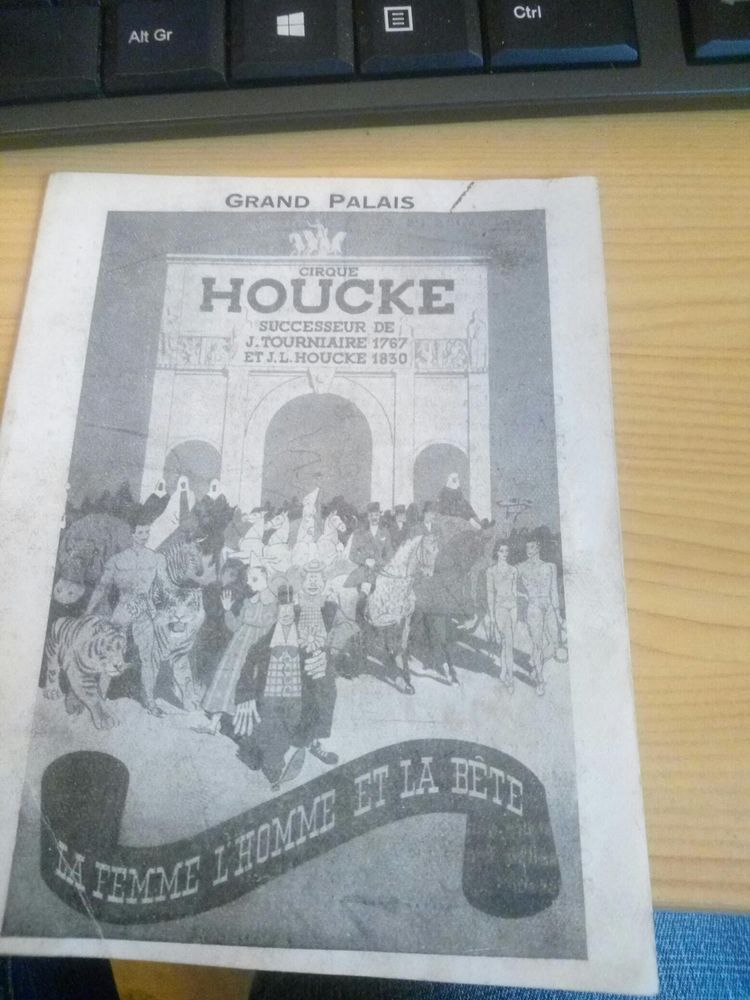 Alt Gr
Ctrl
GRAND PALAIS
CIRQUE
HOUCKE
SUCCESSEUR DE
J. TOURNIAIRE 1767
ET J. L. HOUCKE 1830
LA FEMME L'HOMME ET LA BÊTE